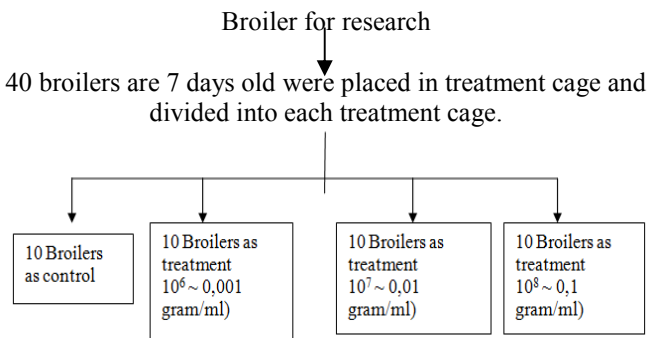 Broiler for research
40 broilers are 7 days old were placed in treatment cage and
divided into each treatment cage.
10 Broilers
as control
10 Broilers as
treatment
10⁶ ~ 0,001
gram/ml)
10 Broilers as
treatment
10⁷ ~ 0,01
gram/ml)
10 Broilers as
treatment
10⁸ ~ 0,1
gram/ml)